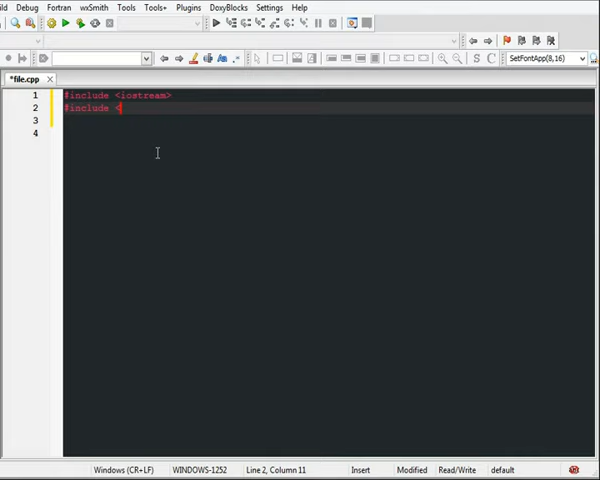 Debug Fortran wxSmith Tools Tools+ Plugins DoxyBlocks Settings Help
SetFontApp(8,16)
*file.cpp
1 #include <iostream>
2 #include <
3
4
Windows (CR+LF) WINDOWS-1252 Line 2, Column 11 Insert Modified Read/Write default